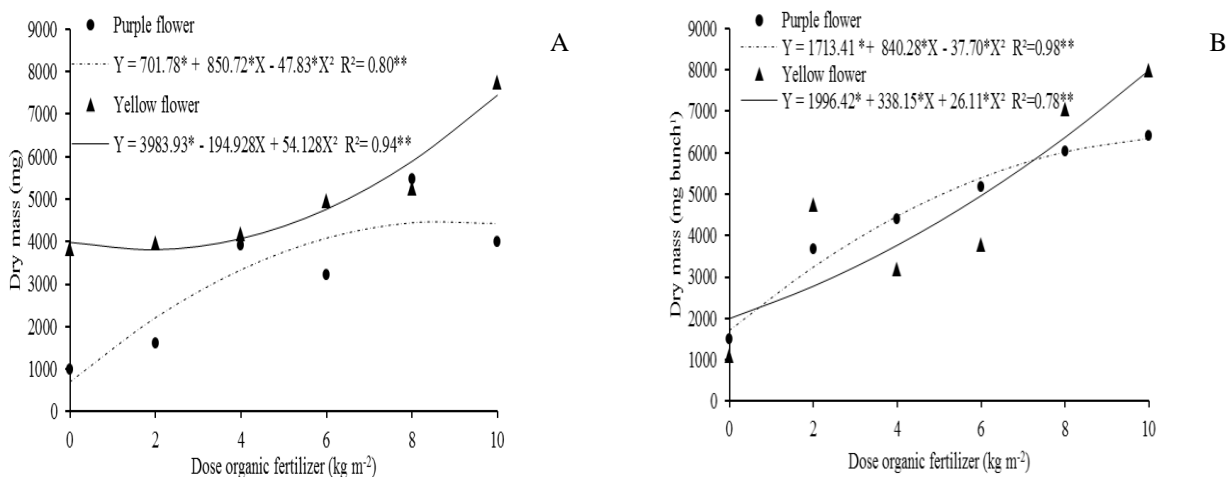 Purple flower
Y = 701.78* + 850.72*X - 47.83*X² R²= 0.80**
Yellow flower
Y = 3983.93* - 194.928X + 54.128X² R²= 0.94**
A
9000
8000
7000
6000
5000
4000
3000
2000
1000
0
Dry mass (mg)
0 2 4 6 8 10
Dose organic fertilizer (kg m⁻²)
Purple flower
Y = 1713.41 *+ 840.28*X - 37.70*X² R²=0.98**
Yellow flower
Y = 1996.42* + 338.15*X + 26.11*X² R²=0.78**
B
9000
8000
7000
6000
5000
4000
3000
2000
1000
0
Dry mass (mg bunch¹)
0 2 4 6 8 10
Dose organic fertilizer (kg m⁻²)